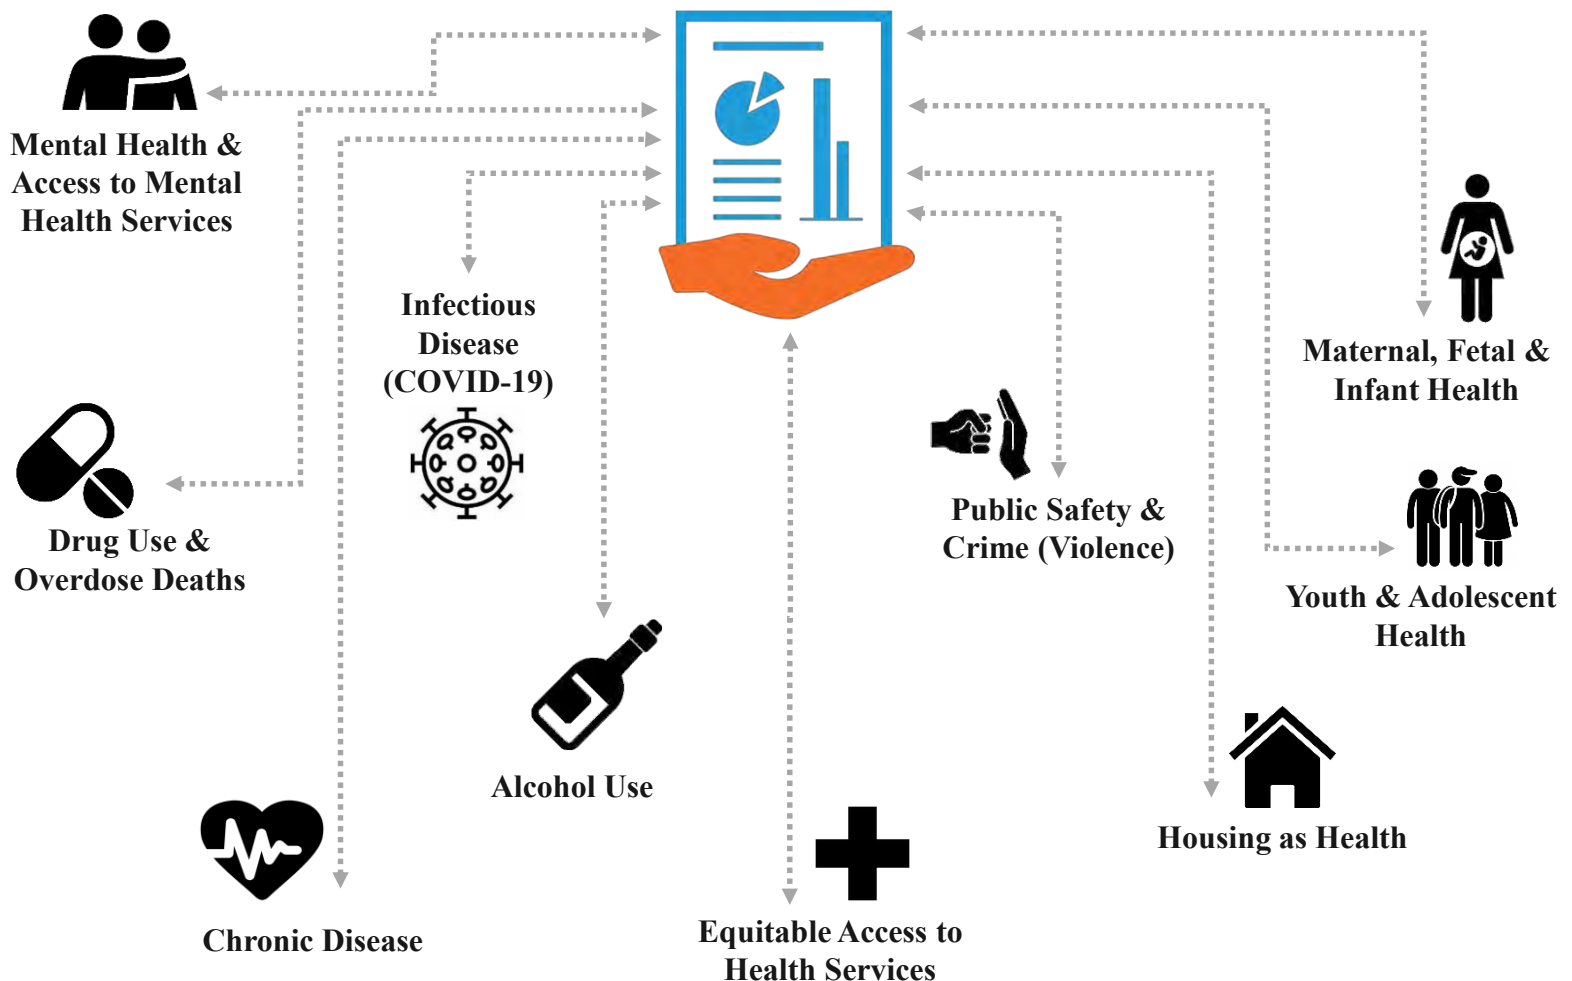 Mental Health &
Access to Mental
Health Services
Infectious
Disease
(COVID-19)
Maternal, Fetal &
Infant Health
Drug Use &
Overdose Deaths
Public Safety &
Crime (Violence)
Youth & Adolescent
Health
Alcohol Use
Housing as Health
Chronic Disease
Equitable Access to
Health Services